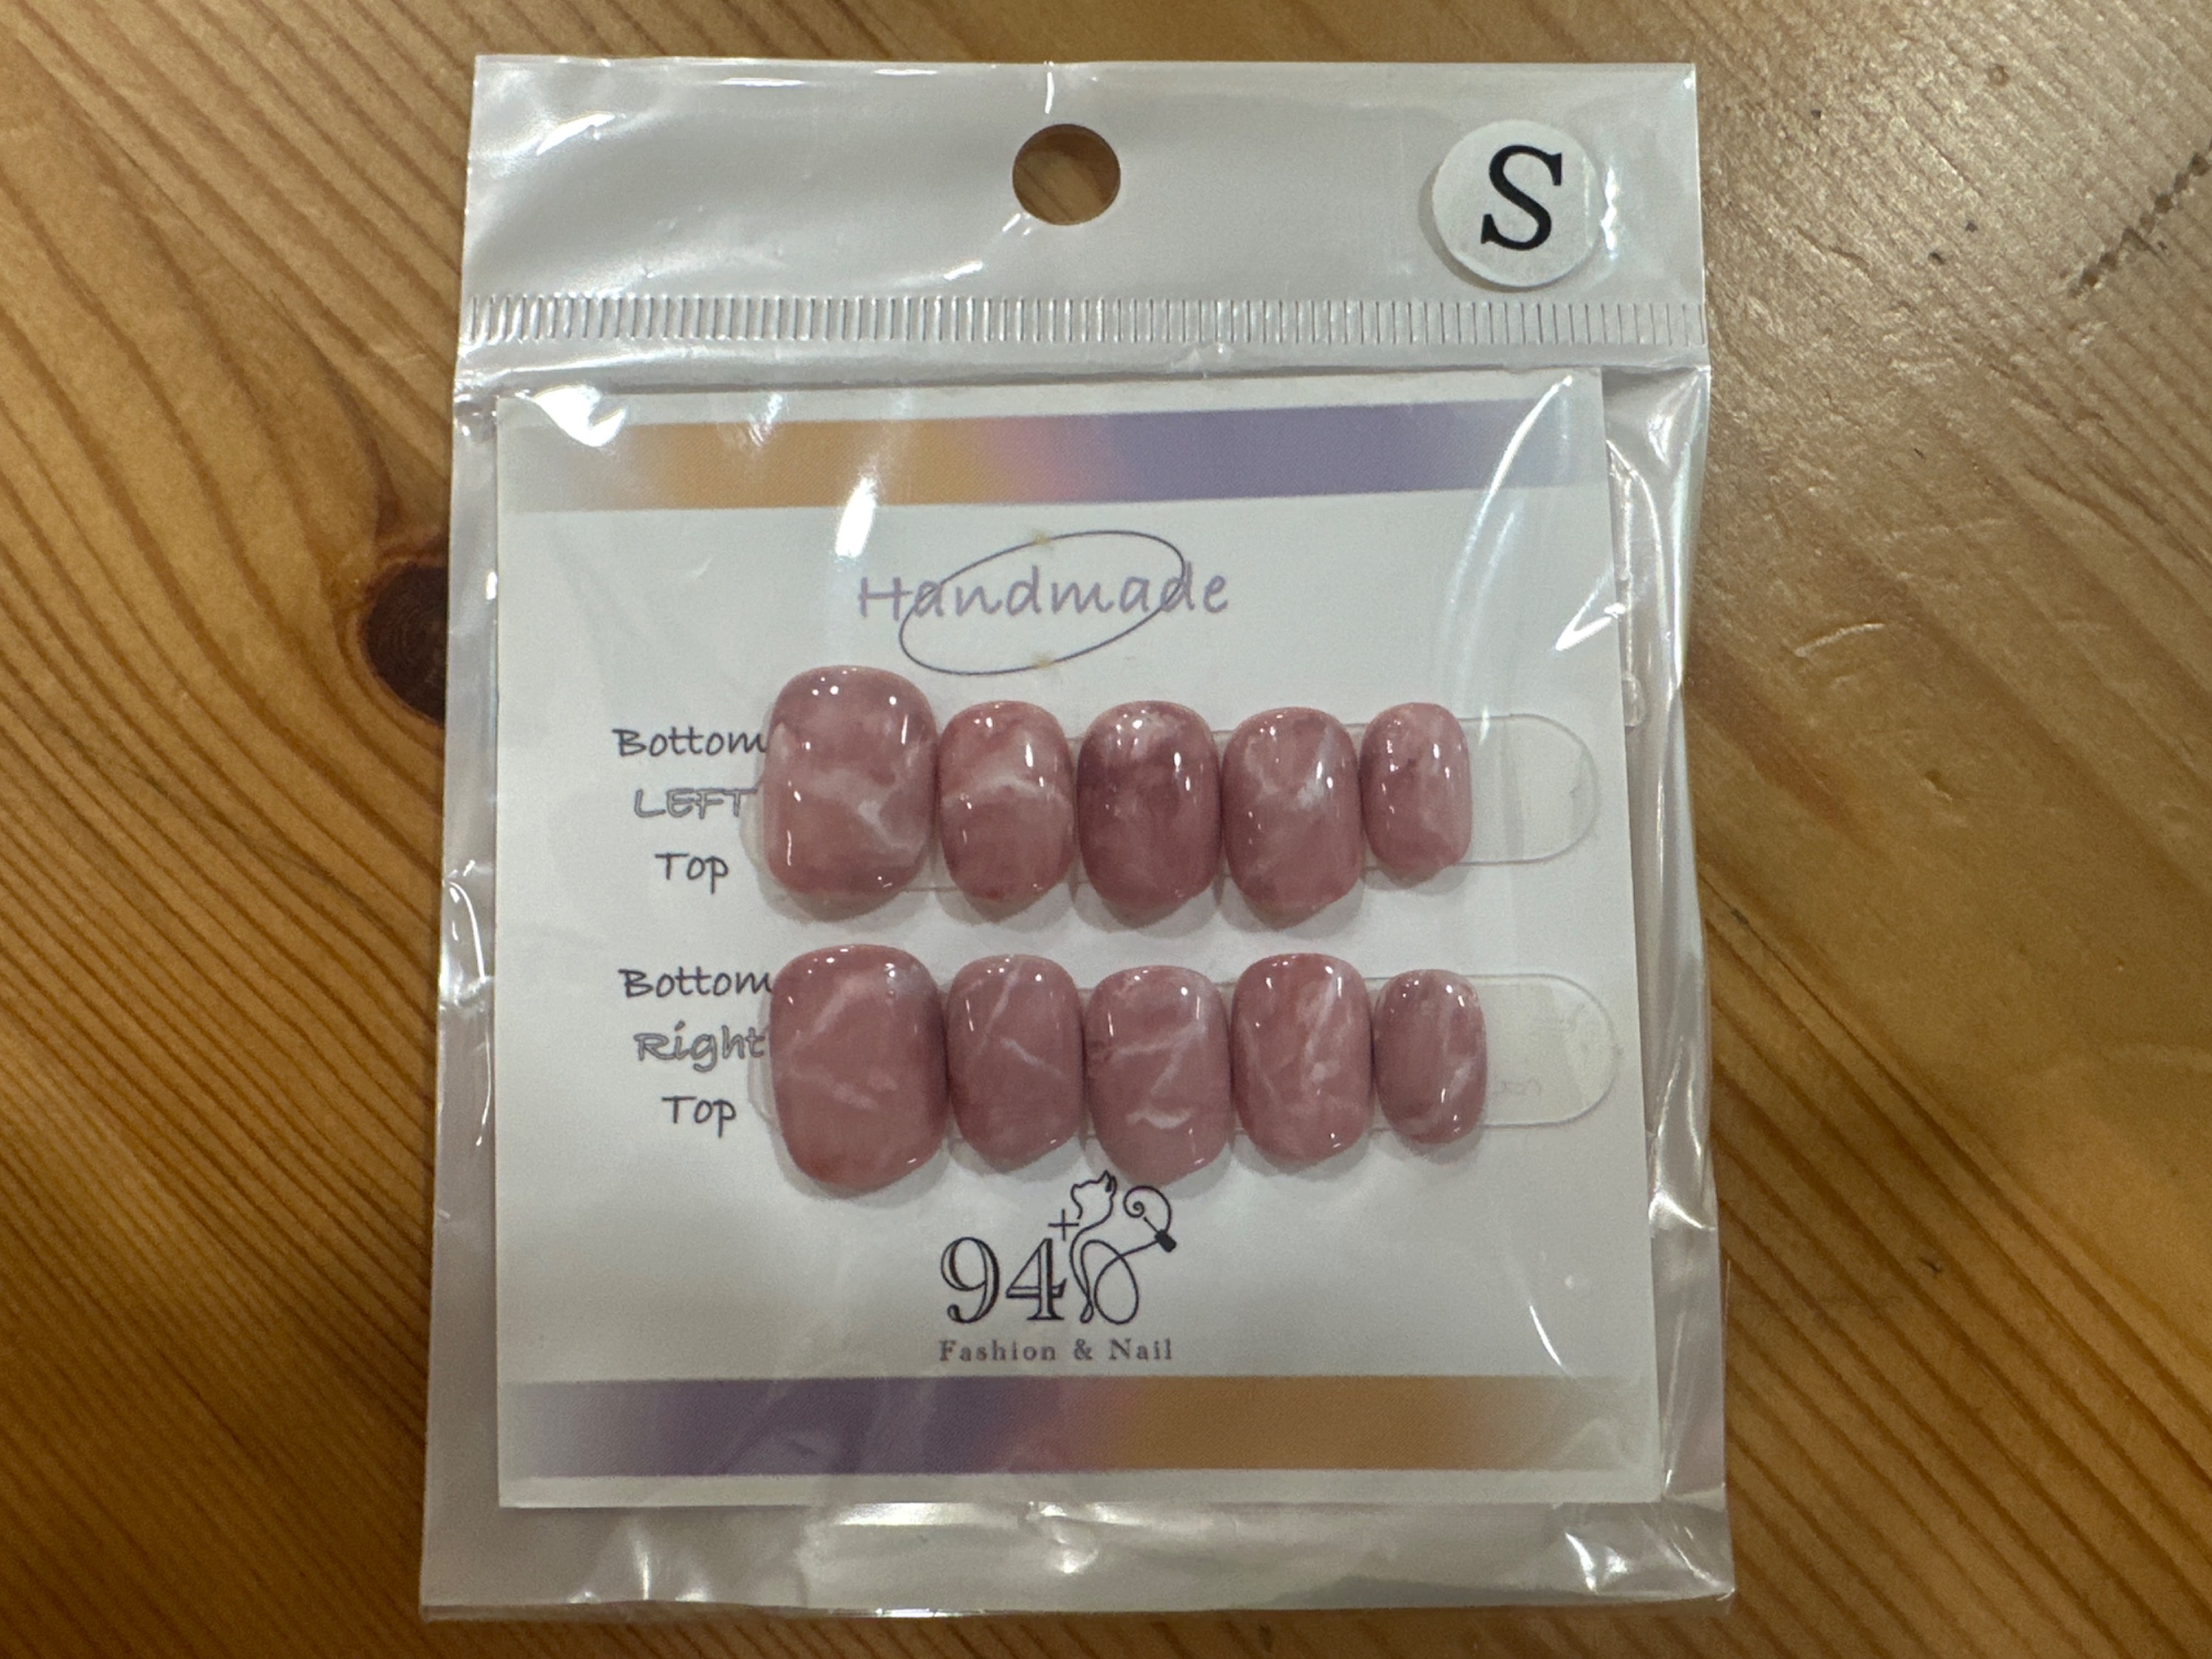 S
Handmade
Bottom
LEFT
Top
Bottom
Right
Top
94+
Fashion & Nail